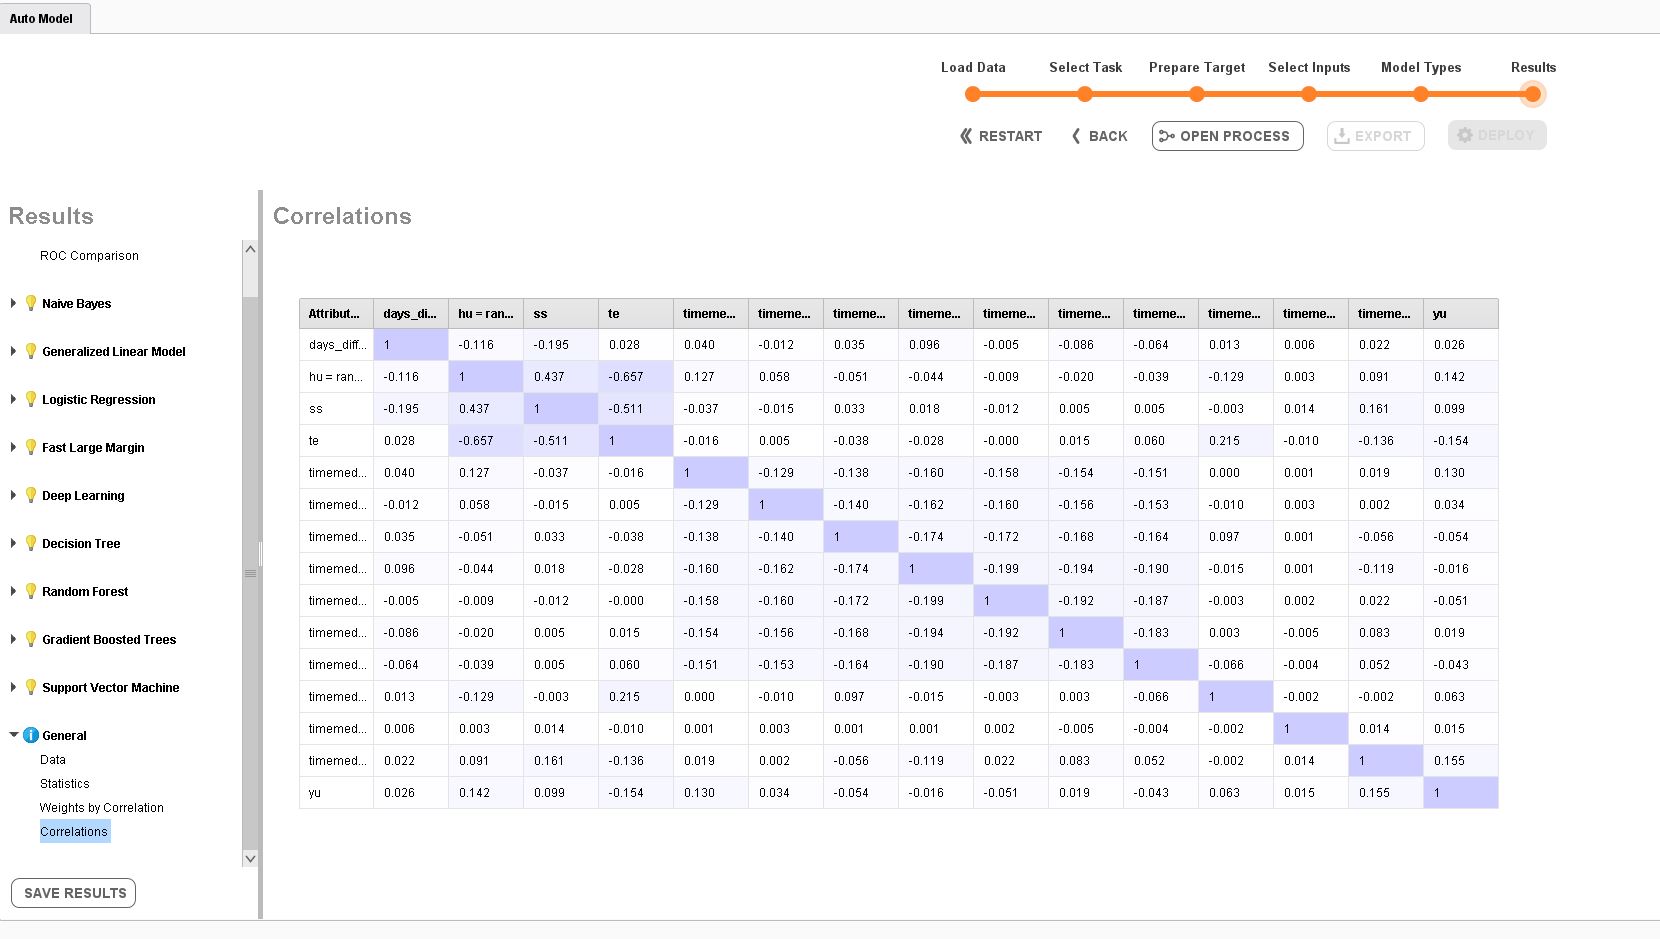 Auto Model
Load Data Select Task Prepare Target Select Inputs Model Types Results
RESTART BACK OPEN PROCESS EXPORT DEPLOY
Results
ROC Comparison
Naive Bayes
Generalized Linear Model
Logistic Regression
Fast Large Margin
Deep Learning
Decision Tree
Random Forest
Gradient Boosted Trees
Support Vector Machine
General
Data
Statistics
Weights by Correlation
Correlations
SAVE RESULTS
Correlations
Attribut... days_di... hu = ran... ss te timeme... timeme... timeme... timeme... timeme... timeme... timeme... timeme... timeme... timeme... yu
days_diff... 1 -0.116 -0.195 0.028 0.040 -0.012 0.035 0.096 -0.005 -0.086 -0.064 0.013 0.006 0.022 0.026
hu = ran... -0.116 1 0.437 -0.657 0.127 0.058 -0.051 -0.044 -0.009 -0.020 -0.039 -0.129 0.003 0.091 0.142
ss -0.195 0.437 1 -0.511 -0.037 -0.015 0.033 0.018 -0.012 0.005 0.005 -0.003 0.014 0.161 0.099
te 0.028 -0.657 -0.511 1 -0.016 0.005 -0.038 -0.028 -0.000 0.015 0.060 0.215 -0.010 -0.136 -0.154
timemed... 0.040 0.127 -0.037 -0.016 1 -0.129 -0.138 -0.160 -0.158 -0.154 -0.151 0.000 0.001 0.019 0.130
timemed... -0.012 0.058 -0.015 0.005 -0.129 1 -0.140 -0.162 -0.160 -0.156 -0.153 -0.010 0.003 0.002 0.034
timemed... 0.035 -0.051 0.033 -0.038 -0.138 -0.140 1 -0.174 -0.172 -0.168 -0.164 0.097 0.001 -0.056 -0.054
timemed... 0.096 -0.044 0.018 -0.028 -0.160 -0.162 -0.174 1 -0.199 -0.194 -0.190 -0.015 0.001 -0.119 -0.016
timemed... -0.005 -0.009 -0.012 -0.000 -0.158 -0.160 -0.172 -0.199 1 -0.192 -0.187 -0.003 0.002 0.022 -0.051
timemed... -0.086 -0.020 0.005 0.015 -0.154 -0.156 -0.168 -0.194 -0.192 1 -0.183 0.003 -0.005 0.083 0.019
timemed... -0.064 -0.039 0.005 0.060 -0.151 -0.153 -0.164 -0.190 -0.187 -0.183 1 -0.066 -0.004 0.052 -0.043
timemed... 0.013 -0.129 -0.003 0.215 0.000 -0.010 0.097 -0.015 -0.003 0.003 -0.066 1 -0.002 -0.002 0.063
timemed... 0.006 0.003 0.014 -0.010 0.001 0.003 0.001 0.001 0.002 -0.005 -0.004 -0.002 1 0.014 0.015
timemed... 0.022 0.091 0.161 -0.136 0.019 0.002 -0.056 -0.119 0.022 0.083 0.052 -0.002 0.014 1 0.155
yu 0.026 0.142 0.099 -0.154 0.130 0.034 -0.054 -0.016 -0.051 0.019 -0.043 0.063 0.015 0.155 1